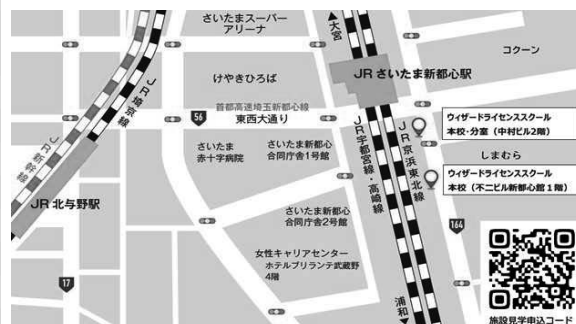 さいたまスーパー
アリーナ
▲大宮
コクーン
JR さいたま新都心駅
けやきひろば
JR埼京線
首都高速埼玉新都心線
56
東西大通り
ウィザードライセンススクール
本校・分室(中村ビル2階)
さいたま
赤十字病院
さいたま新都心
合同庁舎1号館
JR宇都宮線・高崎線
JR京浜東北線
しまむら
JR新幹線
ウィザードライセンススクール
本校(不二ビル新都心館1階)
JR 北与野駅
さいたま新都心
合同庁舎2号館
164
女性キャリアセンター
ホテルブリランテ武蔵野
4階
17
浦和▼
施設見学申込コード